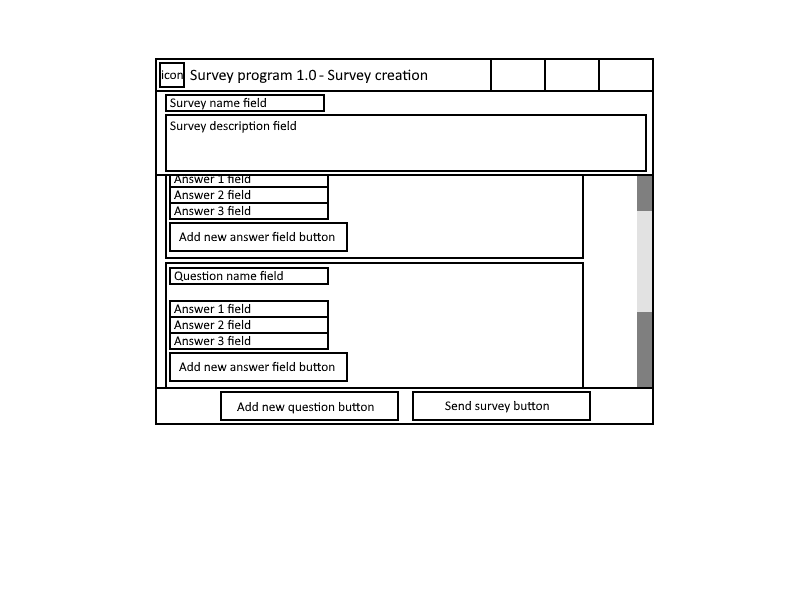 icon
Survey program 1.0 - Survey creation
Survey name field
Survey description field
Answer 1 field
Answer 2 field
Answer 3 field
Add new answer field button
Question name field
Answer 1 field
Answer 2 field
Answer 3 field
Add new answer field button
Add new question button
Send survey button